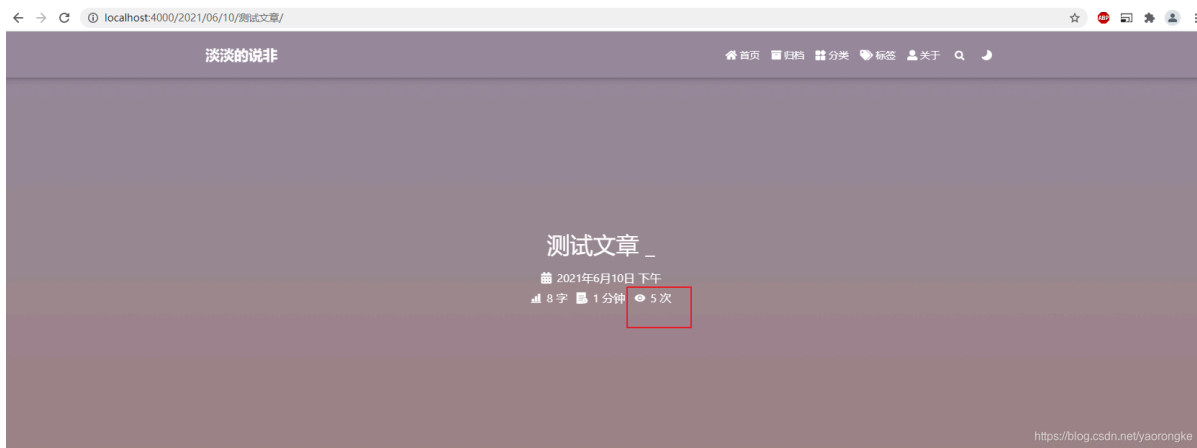 localhost:4000/2021/06/10/测试文章/
ABP
淡淡的说非
首页 归档 分类 标签 关于
测试文章 _
2021年6月10日 下午
8 字 1 分钟 5 次
https://blog.csdn.net/yaorongke